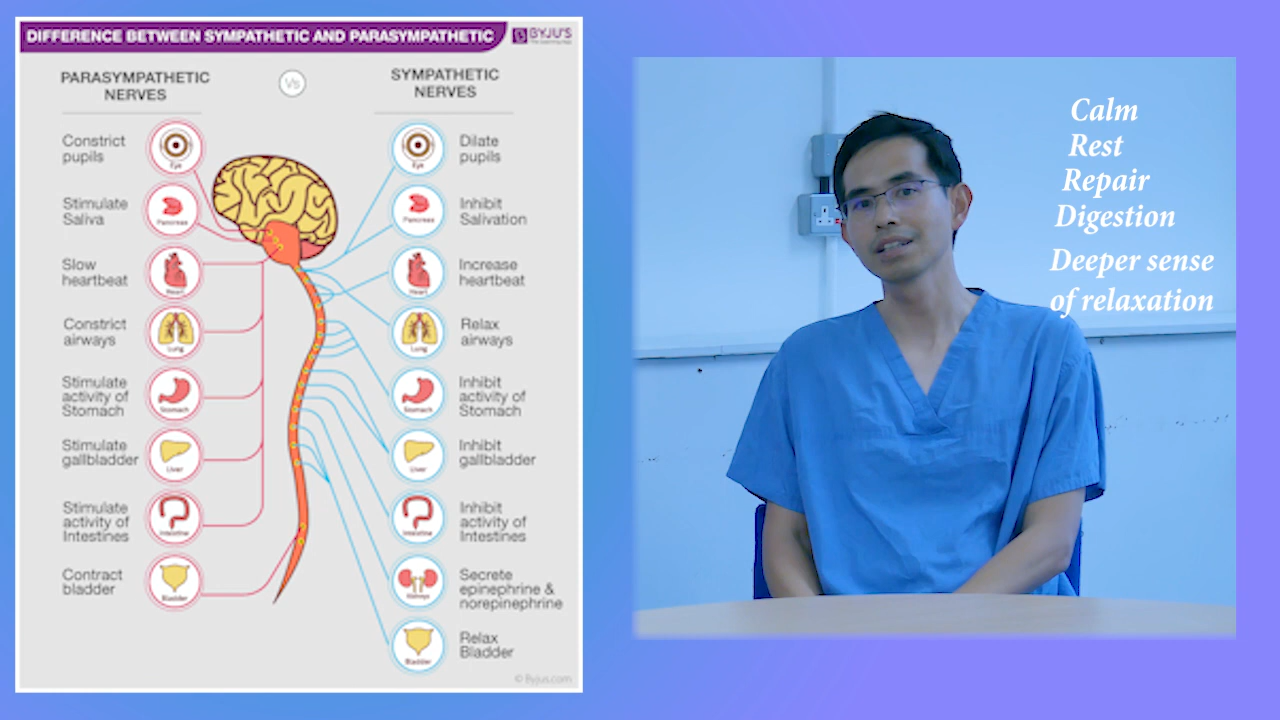 DIFFERENCE BETWEEN SYMPATHETIC AND PARASYMPATHETIC
BYJU'S
PARASYMPATHETIC
NERVES
Vs
SYMPATHETIC
NERVES
Constrict
pupils
Eye
Eye
Dilate
pupils
Stimulate
Saliva
Pancreas
Pancreas
Inhibit
Salivation
Slow
heartbeat
Heart
Heart
Increase
heartbeat
Constrict
airways
Lung
Lung
Relax
airways
Stimulate
activity of
Stomach
Stomach
Stomach
Inhibit
activity of
Stomach
Stimulate
gallbladder
Liver
Liver
Inhibit
gallbladder
Stimulate
activity of
Intestines
Intestine
Intestine
Inhibit
activity of
Intestines
Contract
bladder
Bladder
Kidneys
Secrete
epinephrine &
norepinephrine
Bladder
Relax
Bladder
© Byjus.com
Calm
Rest
Repair
Digestion
Deeper sense
of relaxation